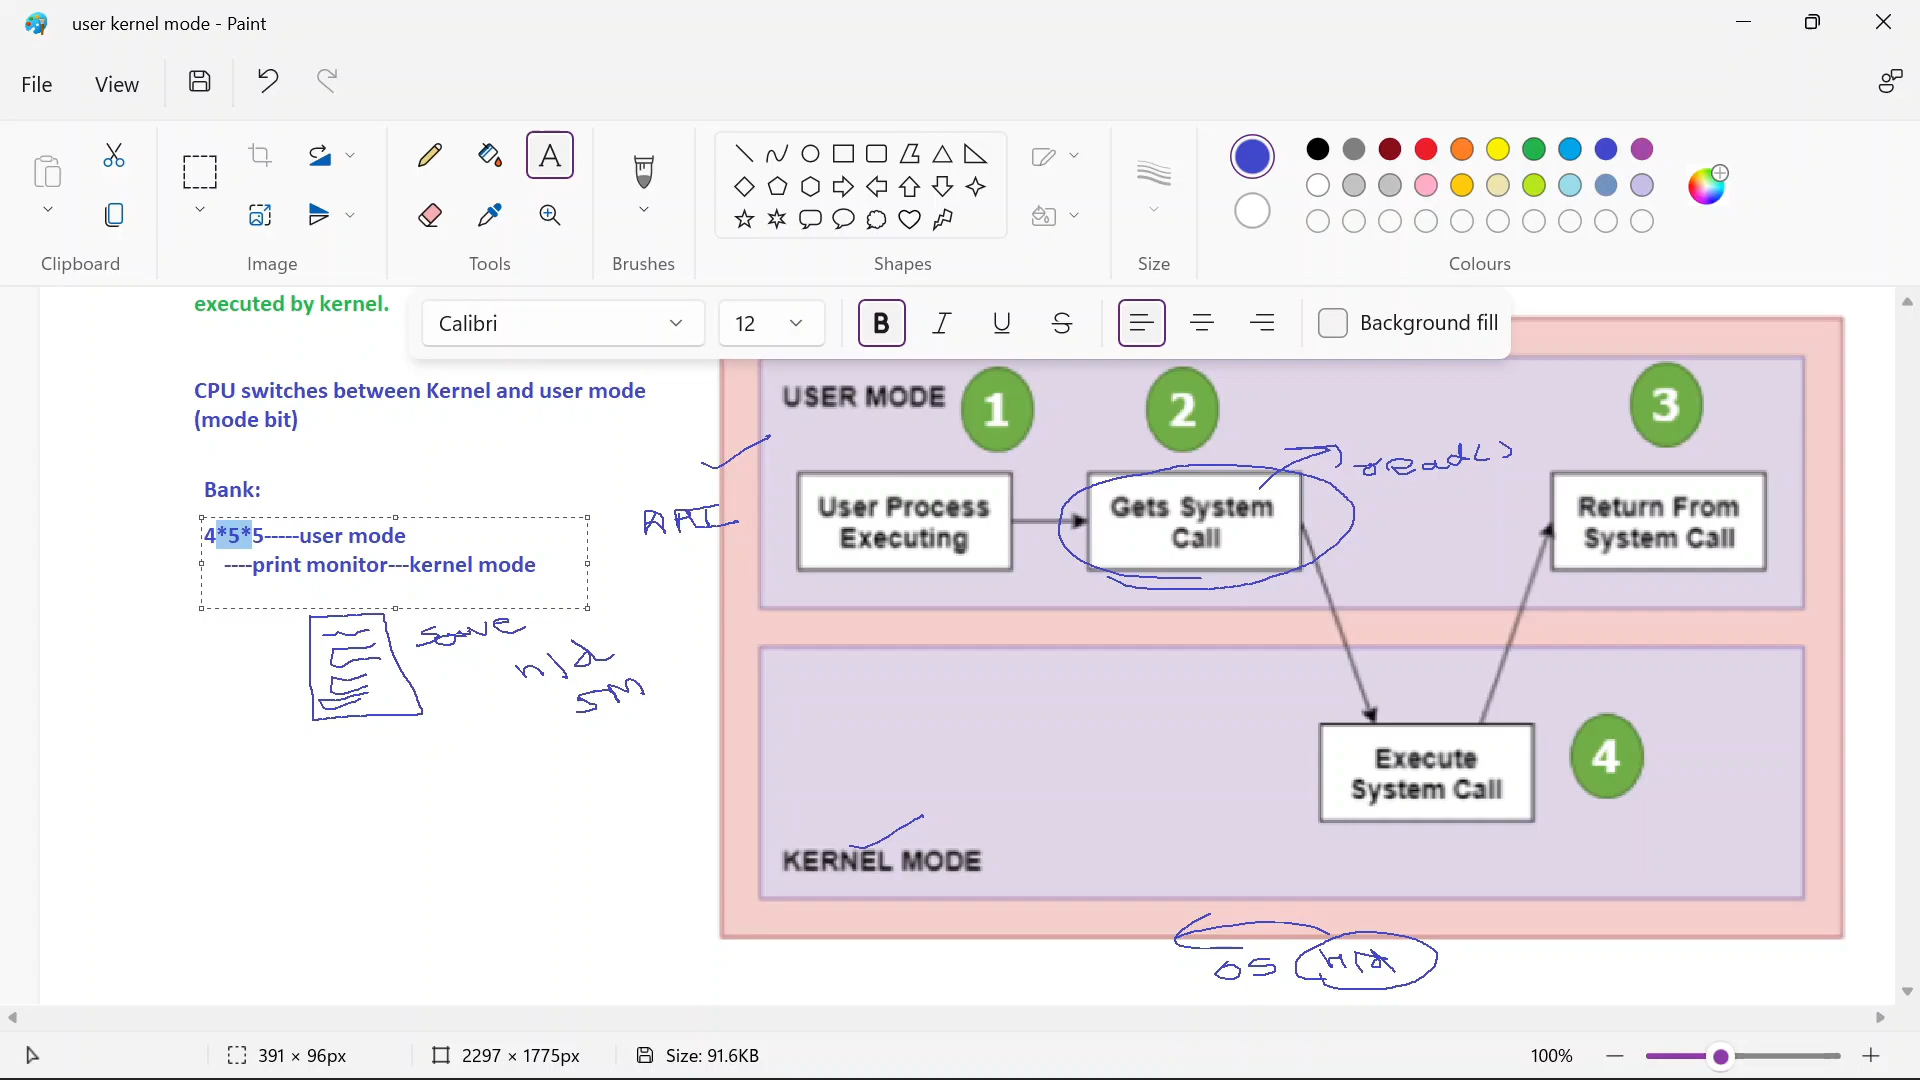 user kernel mode - Paint
File
View
Clipboard
Image
Tools
Brushes
Shapes
Size
Colours
executed by kernel.
Calibri
12
B
I
U
S
Background fill
CPU switches between Kernel and user mode
(mode bit)
Bank:
4*5*5-----user mode
----print monitor---kernel mode
save
h/d
SM
API
USER MODE
1
2
3
read()
User Process
Executing
Gets System
Call
Return From
System Call
Execute
System Call
4
KERNEL MODE
OS
391 × 96px
2297 × 1775px
Size: 91.6KB
100%